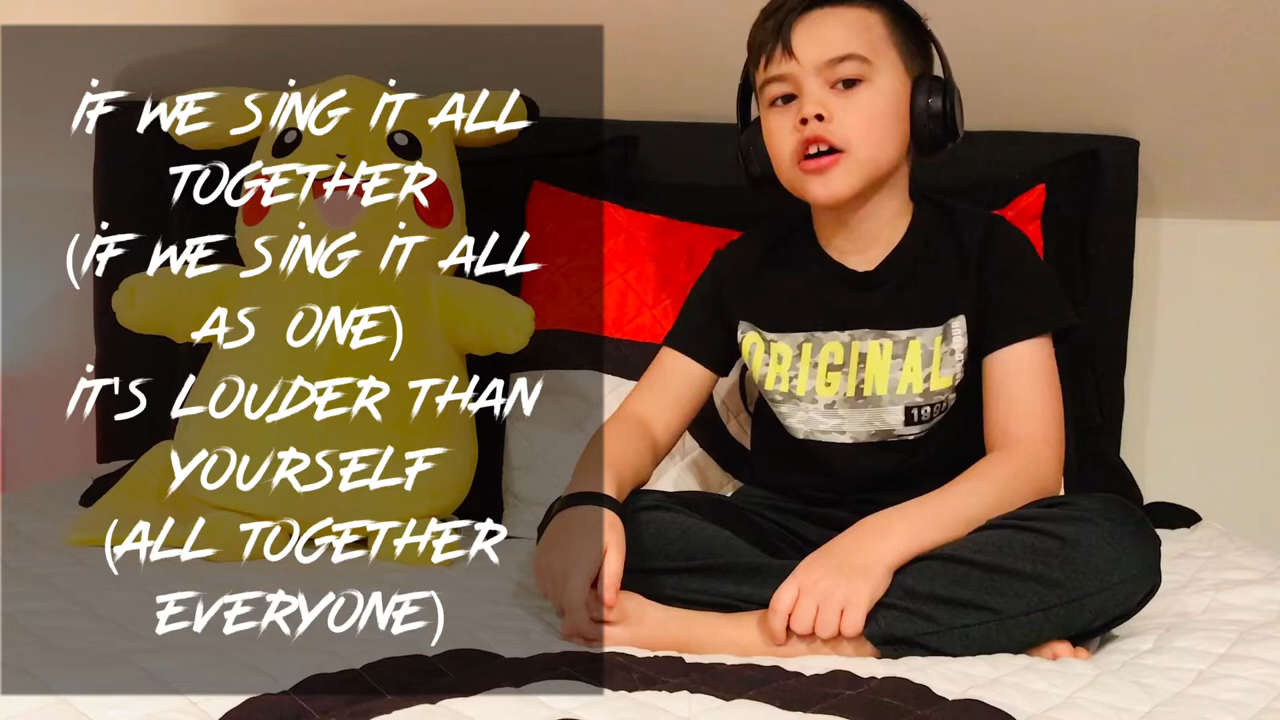 IF WE SING IT ALL
TOGETHER
(IF WE SING IT ALL
AS ONE)
IT'S LOUDER THAN
YOURSELF
(ALL TOGETHER
EVERYONE)
ORIGINAL